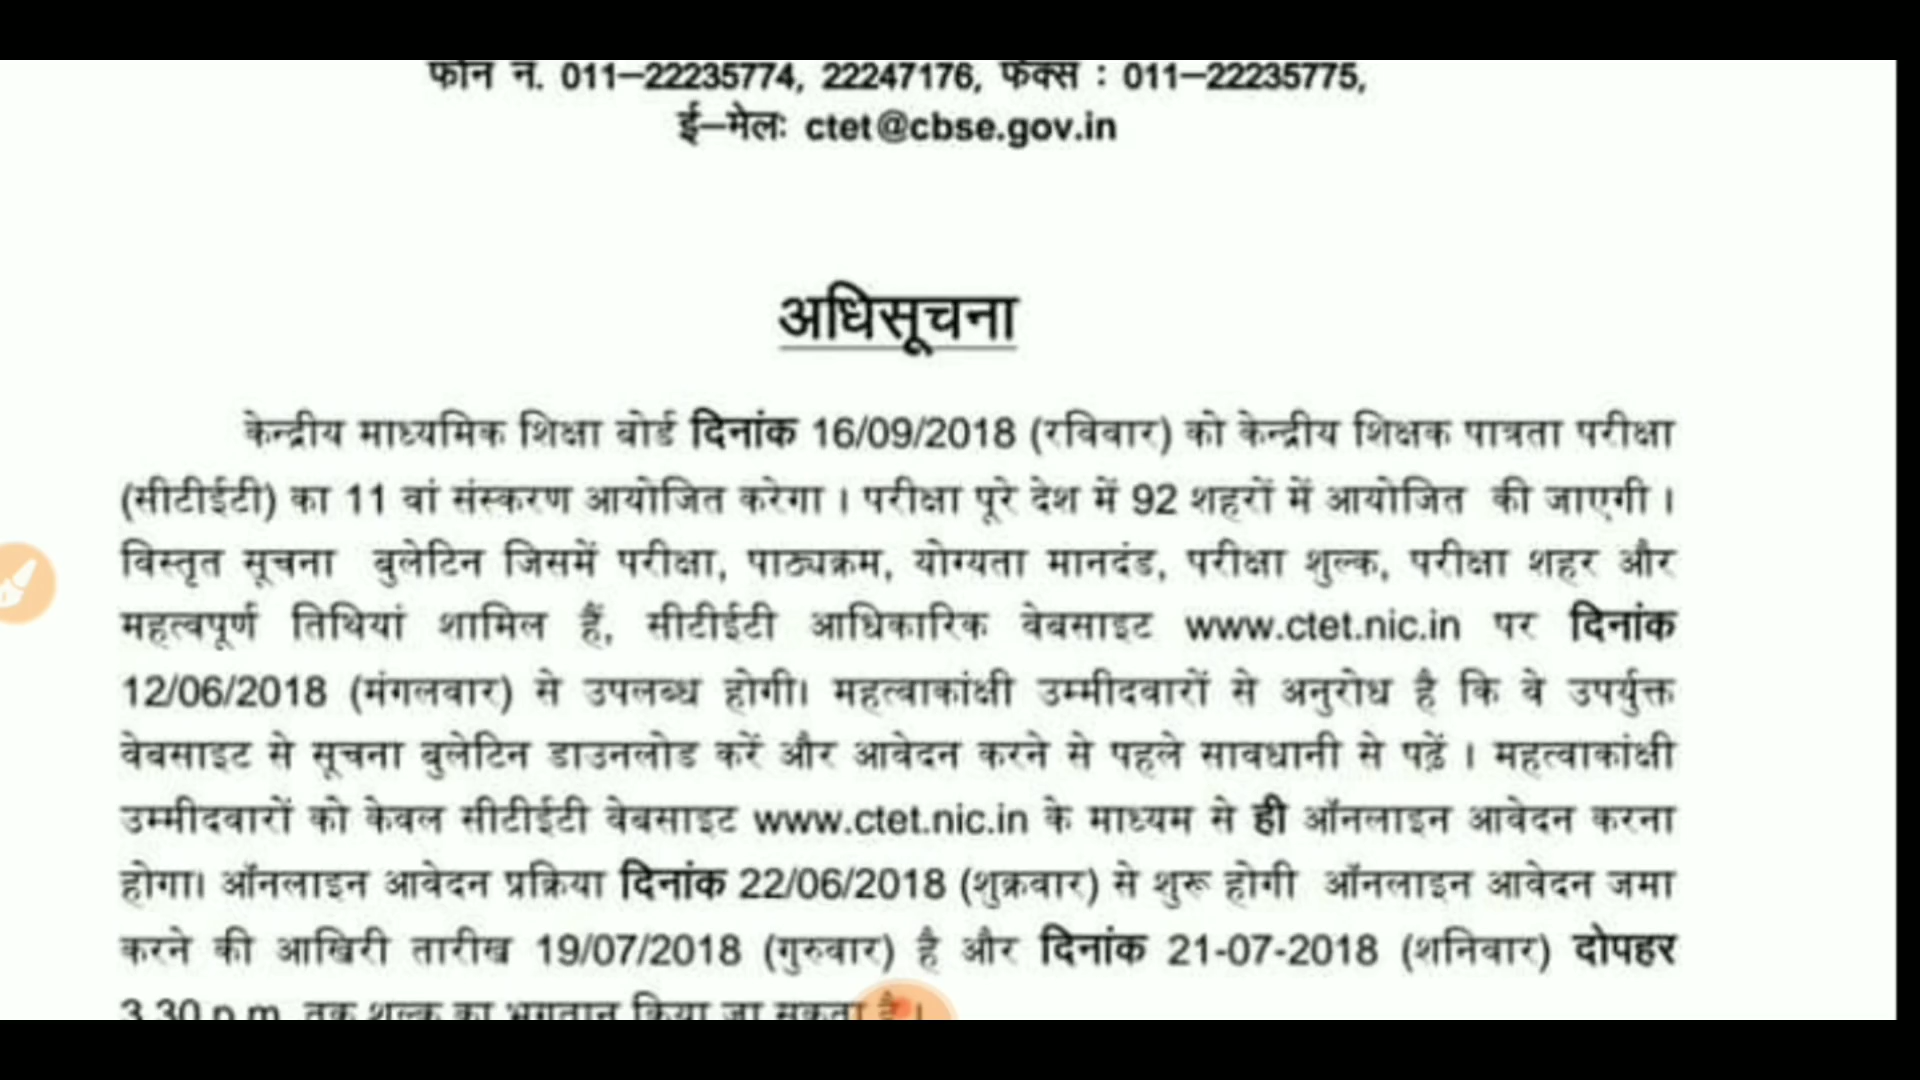 फोन नं. 011–22235774, 22247176, फैक्स : 011–22235775,
ई–मेलः ctet@cbse.gov.in
अधिसूचना
केन्द्रीय माध्यमिक शिक्षा बोर्ड दिनांक 16/09/2018 (रविवार) को केन्द्रीय शिक्षक पात्रता परीक्षा
(सीटीईटी) का 11 वां संस्करण आयोजित करेगा । परीक्षा पूरे देश में 92 शहरों में आयोजित की जाएगी ।
विस्तृत सूचना बुलेटिन जिसमें परीक्षा, पाठ्यक्रम, योग्यता मानदंड, परीक्षा शुल्क, परीक्षा शहर और
महत्वपूर्ण तिथियां शामिल हैं, सीटीईटी आधिकारिक वेबसाइट www.ctet.nic.in पर दिनांक
12/06/2018 (मंगलवार) से उपलब्ध होगी। महत्वाकांक्षी उम्मीदवारों से अनुरोध है कि वे उपर्युक्त
वेबसाइट से सूचना बुलेटिन डाउनलोड करें और आवेदन करने से पहले सावधानी से पढ़ें । महत्वाकांक्षी
उम्मीदवारों को केवल सीटीईटी वेबसाइट www.ctet.nic.in के माध्यम से ही ऑनलाइन आवेदन करना
होगा। ऑनलाइन आवेदन प्रक्रिया दिनांक 22/06/2018 (शुक्रवार) से शुरू होगी ऑनलाइन आवेदन जमा
करने की आखिरी तारीख 19/07/2018 (गुरुवार) है और दिनांक 21-07-2018 (शनिवार) दोपहर
3.30 p.m. तक शुल्क का भुगतान किया जा सकता है ।